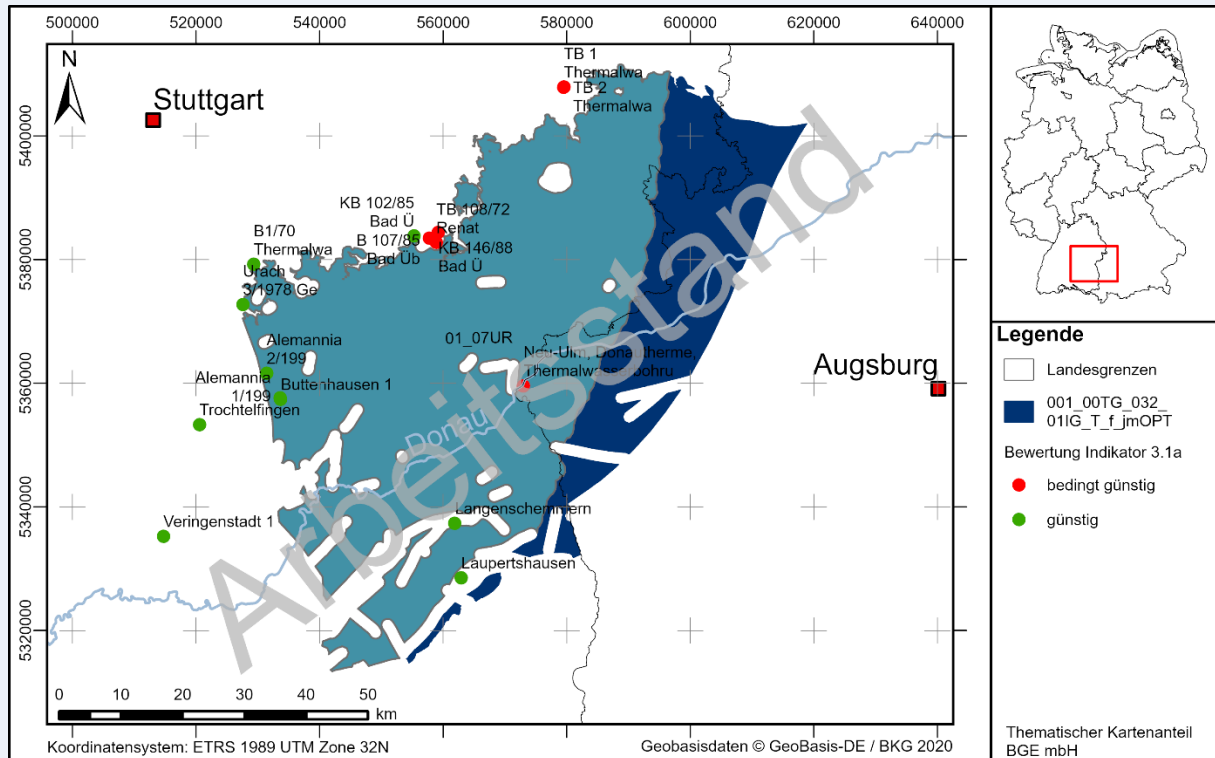 500000 520000 540000 560000 580000 600000 620000 640000
N
TB 1
Thermalwa
TB 2
Thermalwa
Stuttgart
5400000
KB 102/85
Bad Ü
TB 108/72
Renat
B 107/85
Bad Üb
KB 146/88
Bad Ü
B1/70
Thermalwa
5380000
Urach
3/1978 Ge
Alemannia
2/199
01_07UR
Neu-Ulm, Donautherme,
Thermalwasserbohru
Augsburg
Alemannia
1/199
Buttenhausen 1
5360000
Trochtelfingen
Donau
Arbeitsstand
5340000
Veringenstadt 1
Langenschemmern
Laupertshausen
5320000
0 10 20 30 40 50
km
Koordinatensystem: ETRS 1989 UTM Zone 32N
Geobasisdaten © GeoBasis-DE / BKG 2020
Legende
Landesgrenzen
001_00TG_032_
01IG_T_f_jmOPT
Bewertung Indikator 3.1a
bedingt günstig
günstig
Thematischer Kartenanteil
BGE mbH